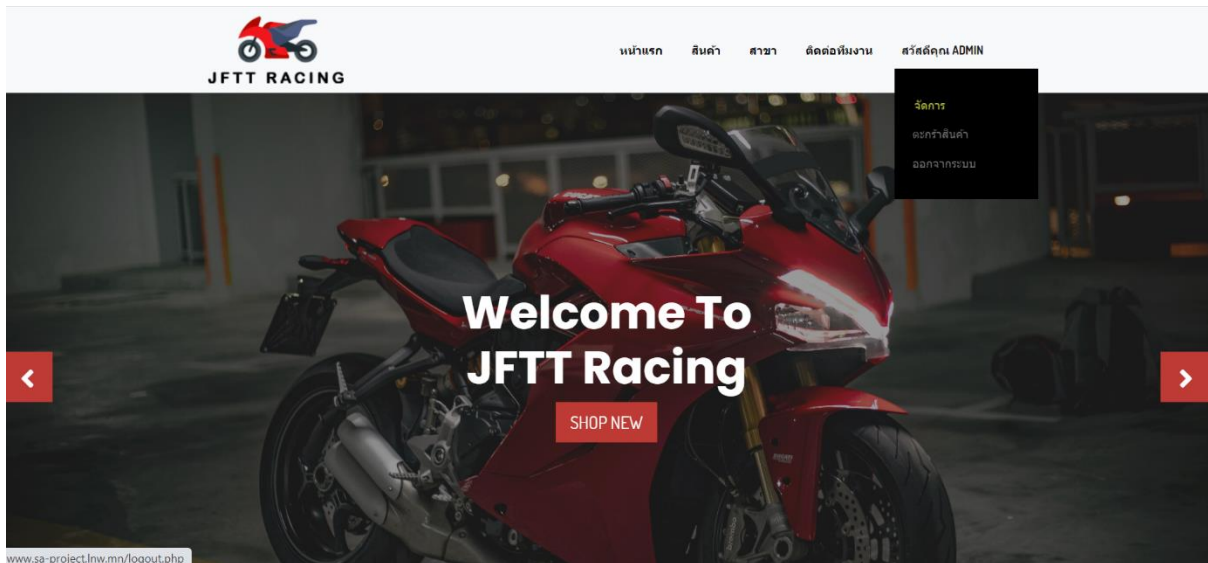 JFTT RACING
หน้าแรก สินค้า สาขา ติดต่อทีมงาน สวัสดีคุณ ADMIN
จัดการ
ตะกร้าสินค้า
ออกจากระบบ
Welcome To
JFTT Racing
SHOP NEW
www.sa-project.lnw.mn/logout.php